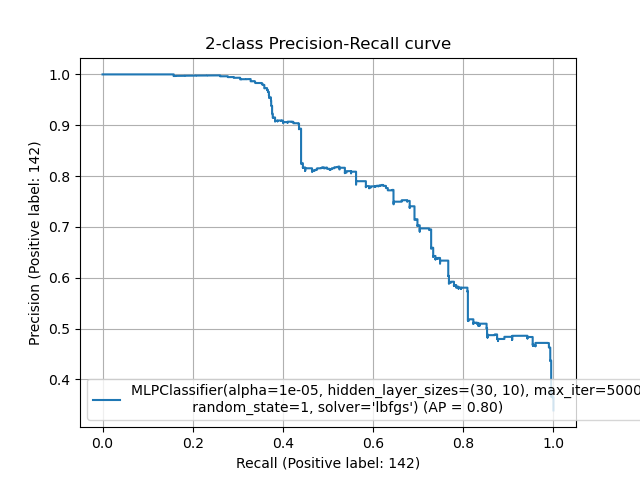 2-class Precision-Recall curve
1.0
0.9
0.8
0.7
0.6
0.5
0.4
Precision (Positive label: 142)
MLPClassifier(alpha=1e-05, hidden_layer_sizes=(30, 10), max_iter=5000
random_state=1, solver='lbfgs') (AP = 0.80)
0.0 0.2 0.4 0.6 0.8 1.0
Recall (Positive label: 142)